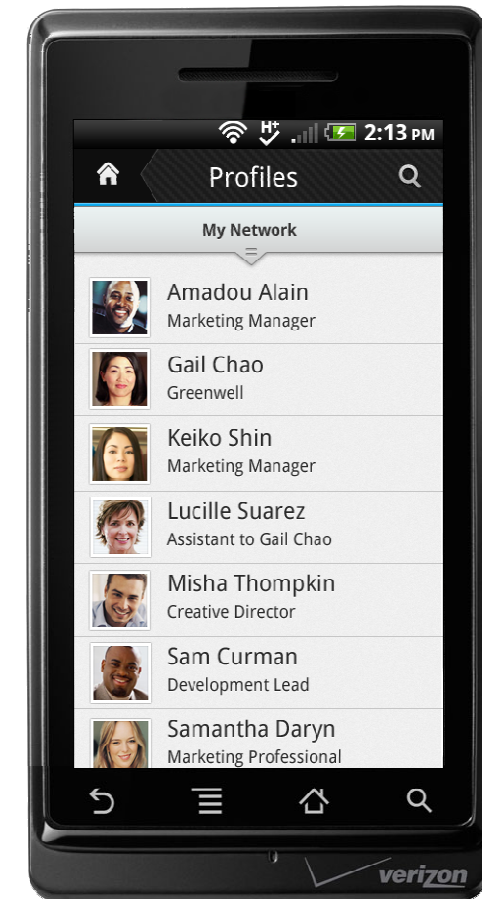 H+
2:13 PM
Profiles
My Network
Amadou Alain
Marketing Manager
Gail Chao
Greenwell
Keiko Shin
Marketing Manager
Lucille Suarez
Assistant to Gail Chao
Misha Thompkin
Creative Director
Sam Curman
Development Lead
Samantha Daryn
Marketing Professional
verizon